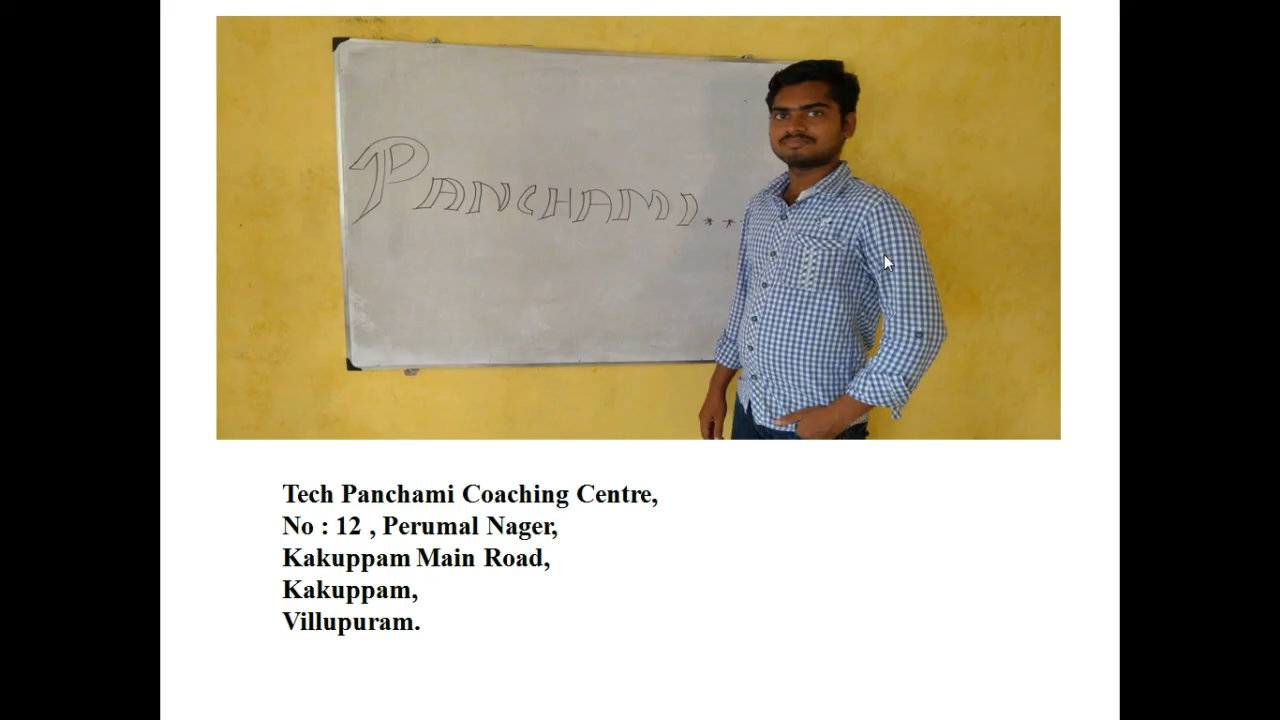 PANCHAMI...
Tech Panchami Coaching Centre,
No : 12 , Perumal Nager,
Kakuppam Main Road,
Kakuppam,
Villupuram.